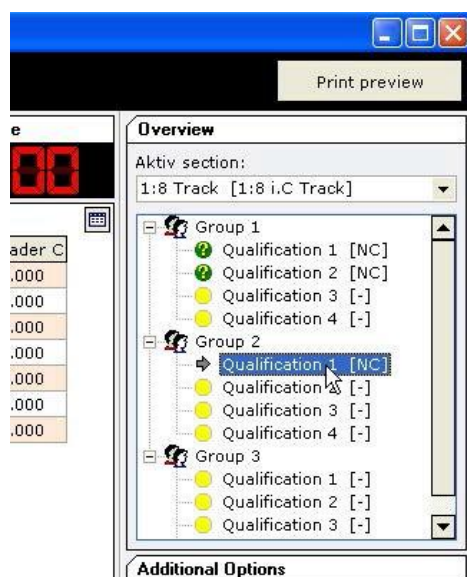 Print preview
e
Overview
Aktiv section:
00
1:8 Track [1:8 i.C Track]
ader C
.000
.000
.000
.000
.000
.000
.000
Group 1
Qualification 1 [NC]
Qualification 2 [NC]
Qualification 3 [-]
Qualification 4 [-]
Group 2
Qualification 1 [NC]
Qualification 2 [-]
Qualification 3 [-]
Qualification 4 [-]
Group 3
Qualification 1 [-]
Qualification 2 [-]
Qualification 3 [-]
Additional Options